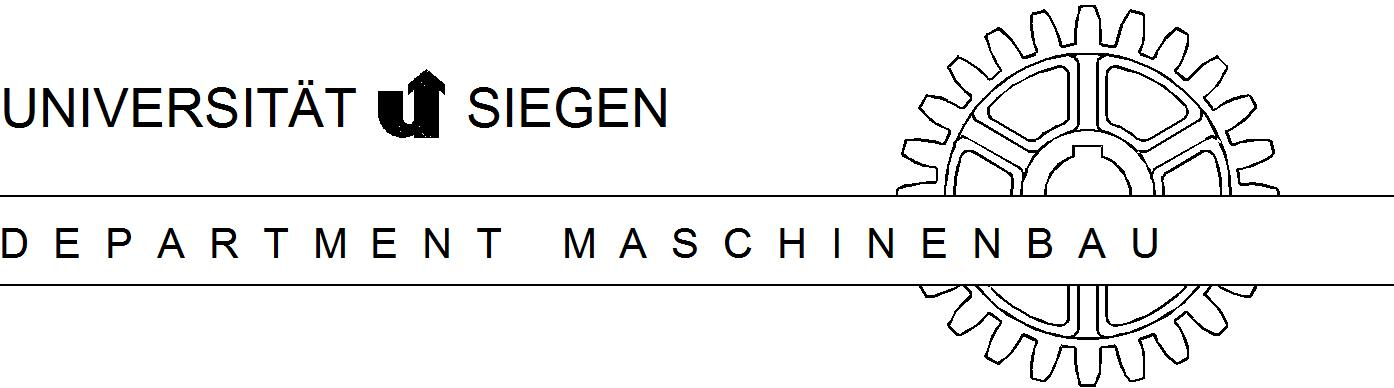 UNIVERSITÄT SIEGEN
DEPARTMENT MASCHINENBAU